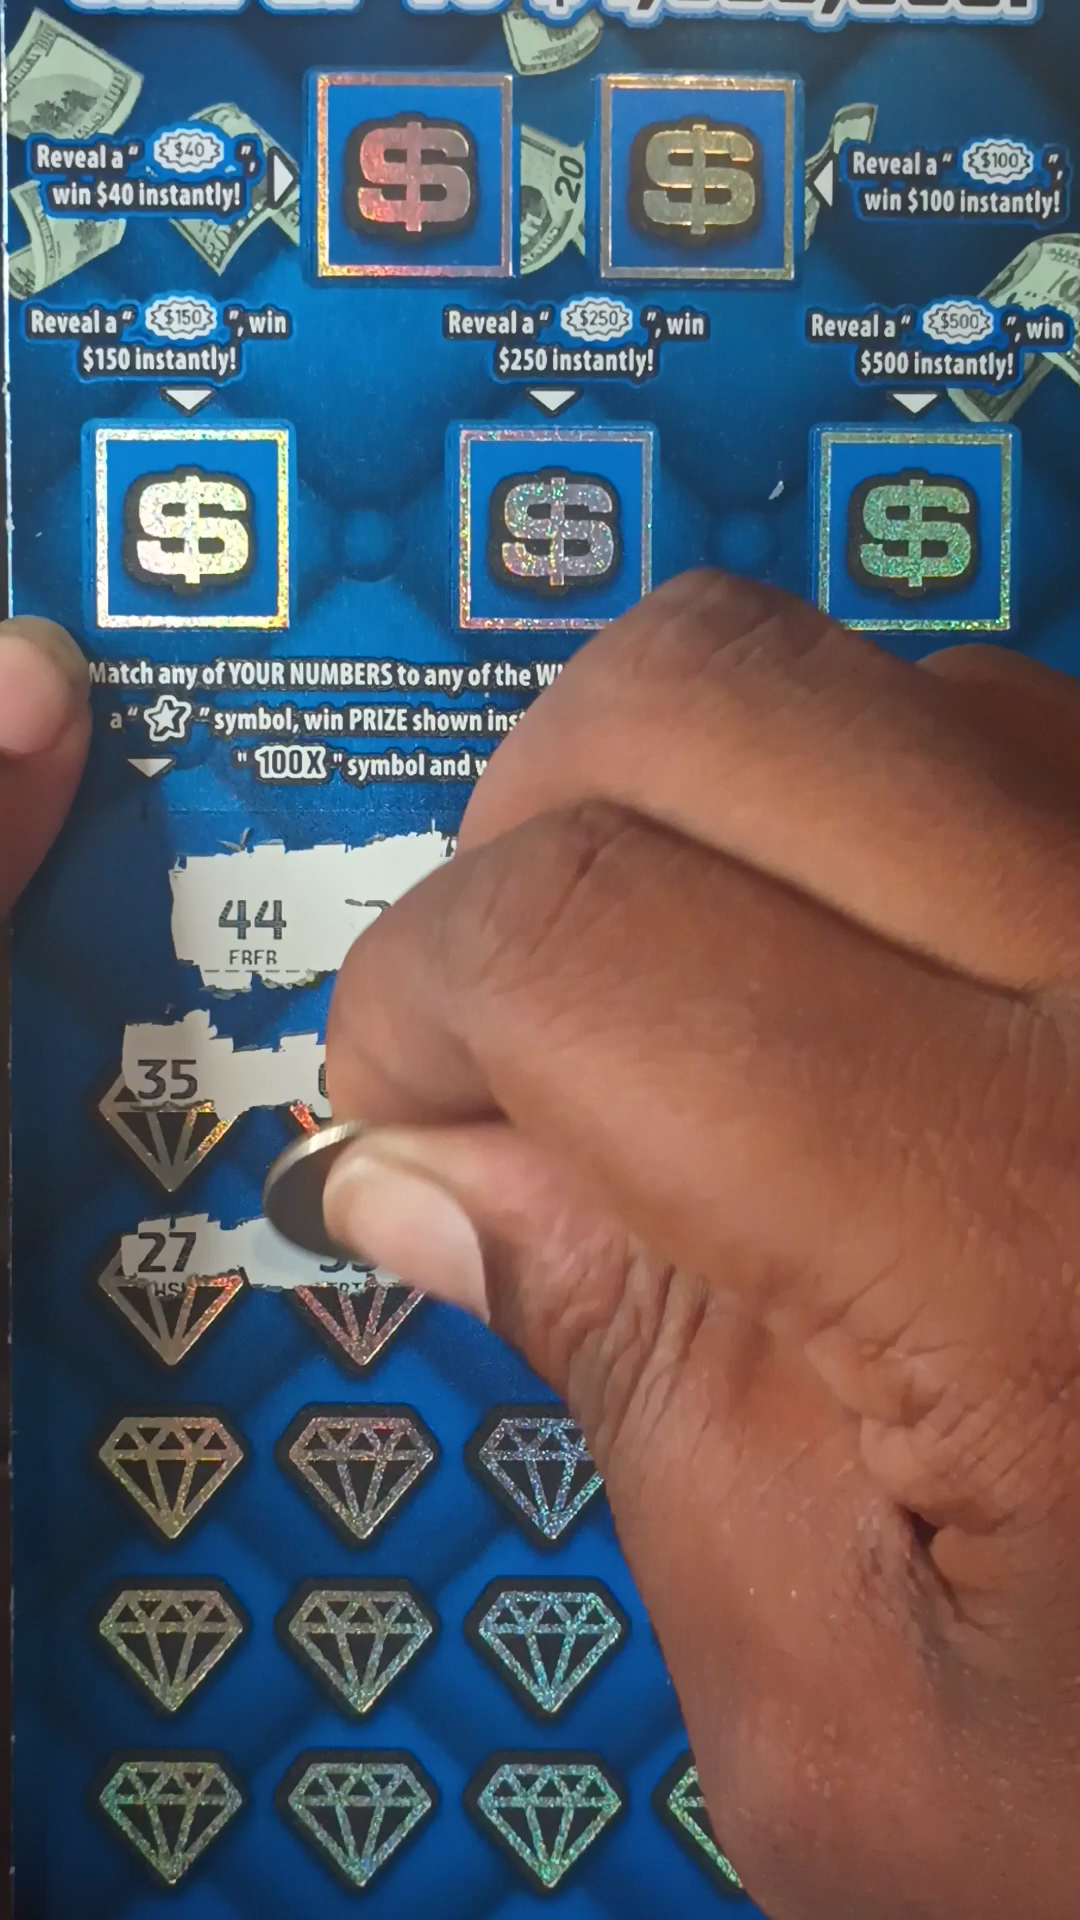 Reveal a " $40 ",
win $40 instantly!
Reveal a " $100 ",
win $100 instantly!
20
Reveal a " $150 ", win
$150 instantly!
Reveal a " $250 ", win
$250 instantly!
Reveal a " $500 ", win
$500 instantly!
Match any of YOUR NUMBERS to any of the
a " " symbol, win PRIZE shown
" 100X " symbol and
44
FRFR
35
27